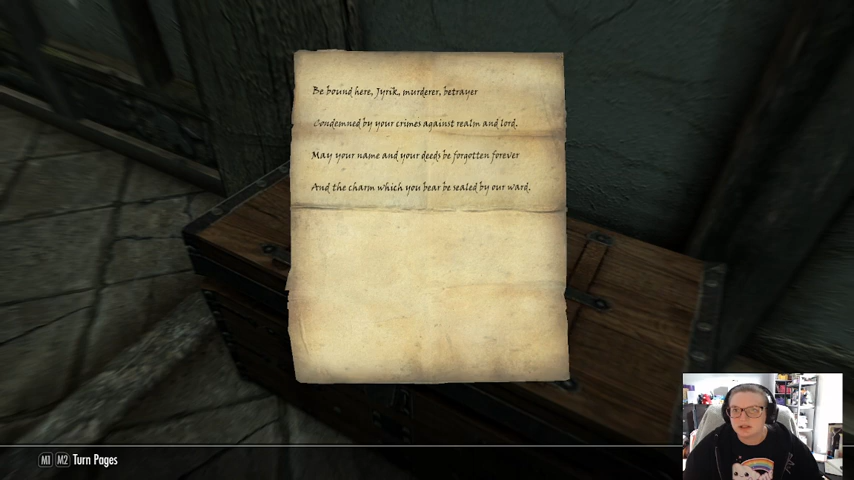 Be bound here, Jyrik, murderer, betrayer
Condemned by your crimes against realm and lord.
May your name and your deeds be forgotten forever
And the charm which you bear be sealed by our ward.
M1 M2 Turn Pages